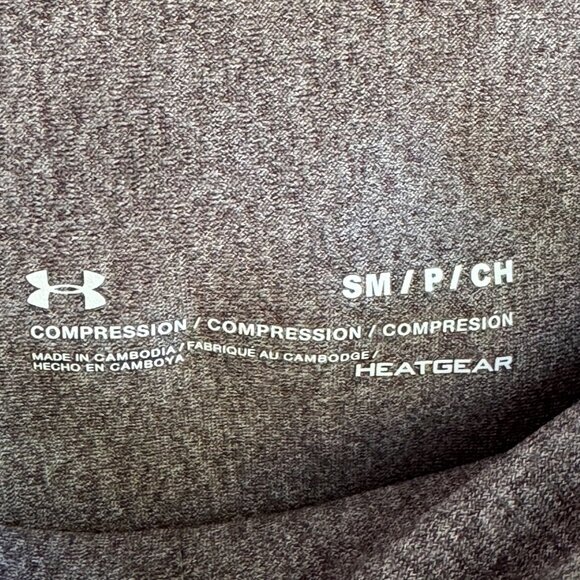 SM / P / CH
COMPRESSION / COMPRESSION / COMPRESIÓN
MADE IN CAMBODIA / FABRIQUÉ AU CAMBODGE /
HECHO EN CAMBOYA
HEATGEAR